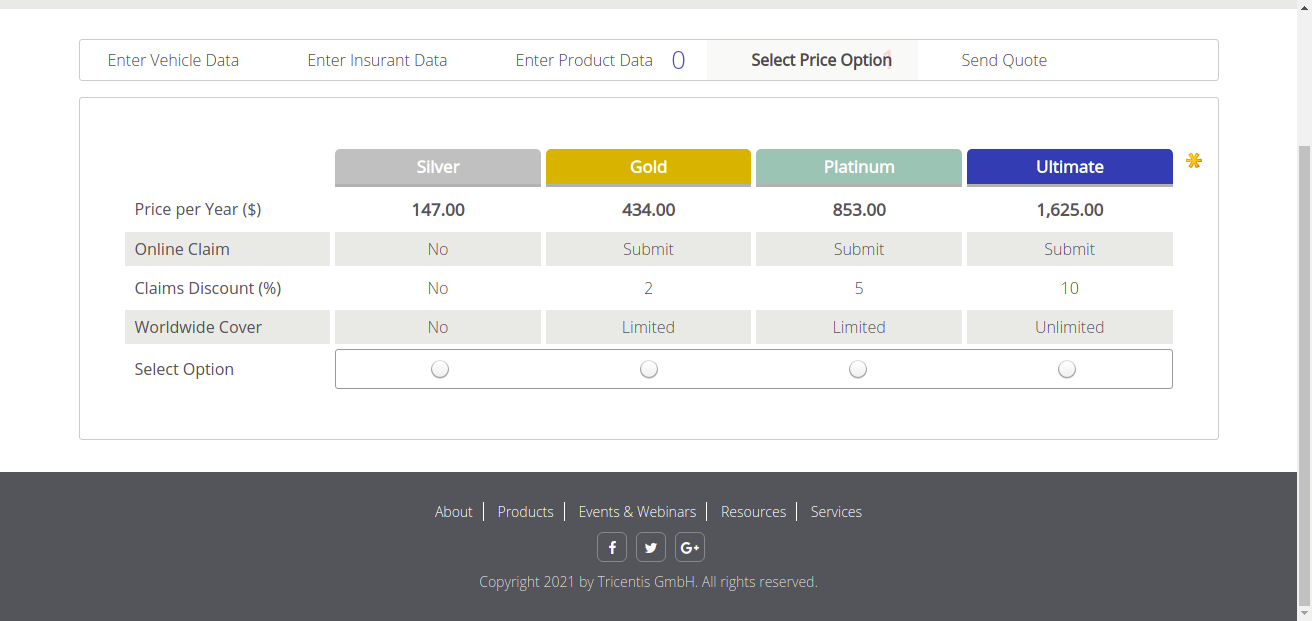 Enter Vehicle Data Enter Insurant Data Enter Product Data 0 Select Price Option 1 Send Quote
Silver Gold Platinum Ultimate
Price per Year ($) 147.00 434.00 853.00 1,625.00
Online Claim No Submit Submit Submit
Claims Discount (%) No 2 5 10
Worldwide Cover No Limited Limited Unlimited
Select Option
About Products Events & Webinars Resources Services
Copyright 2021 by Tricentis GmbH. All rights reserved.